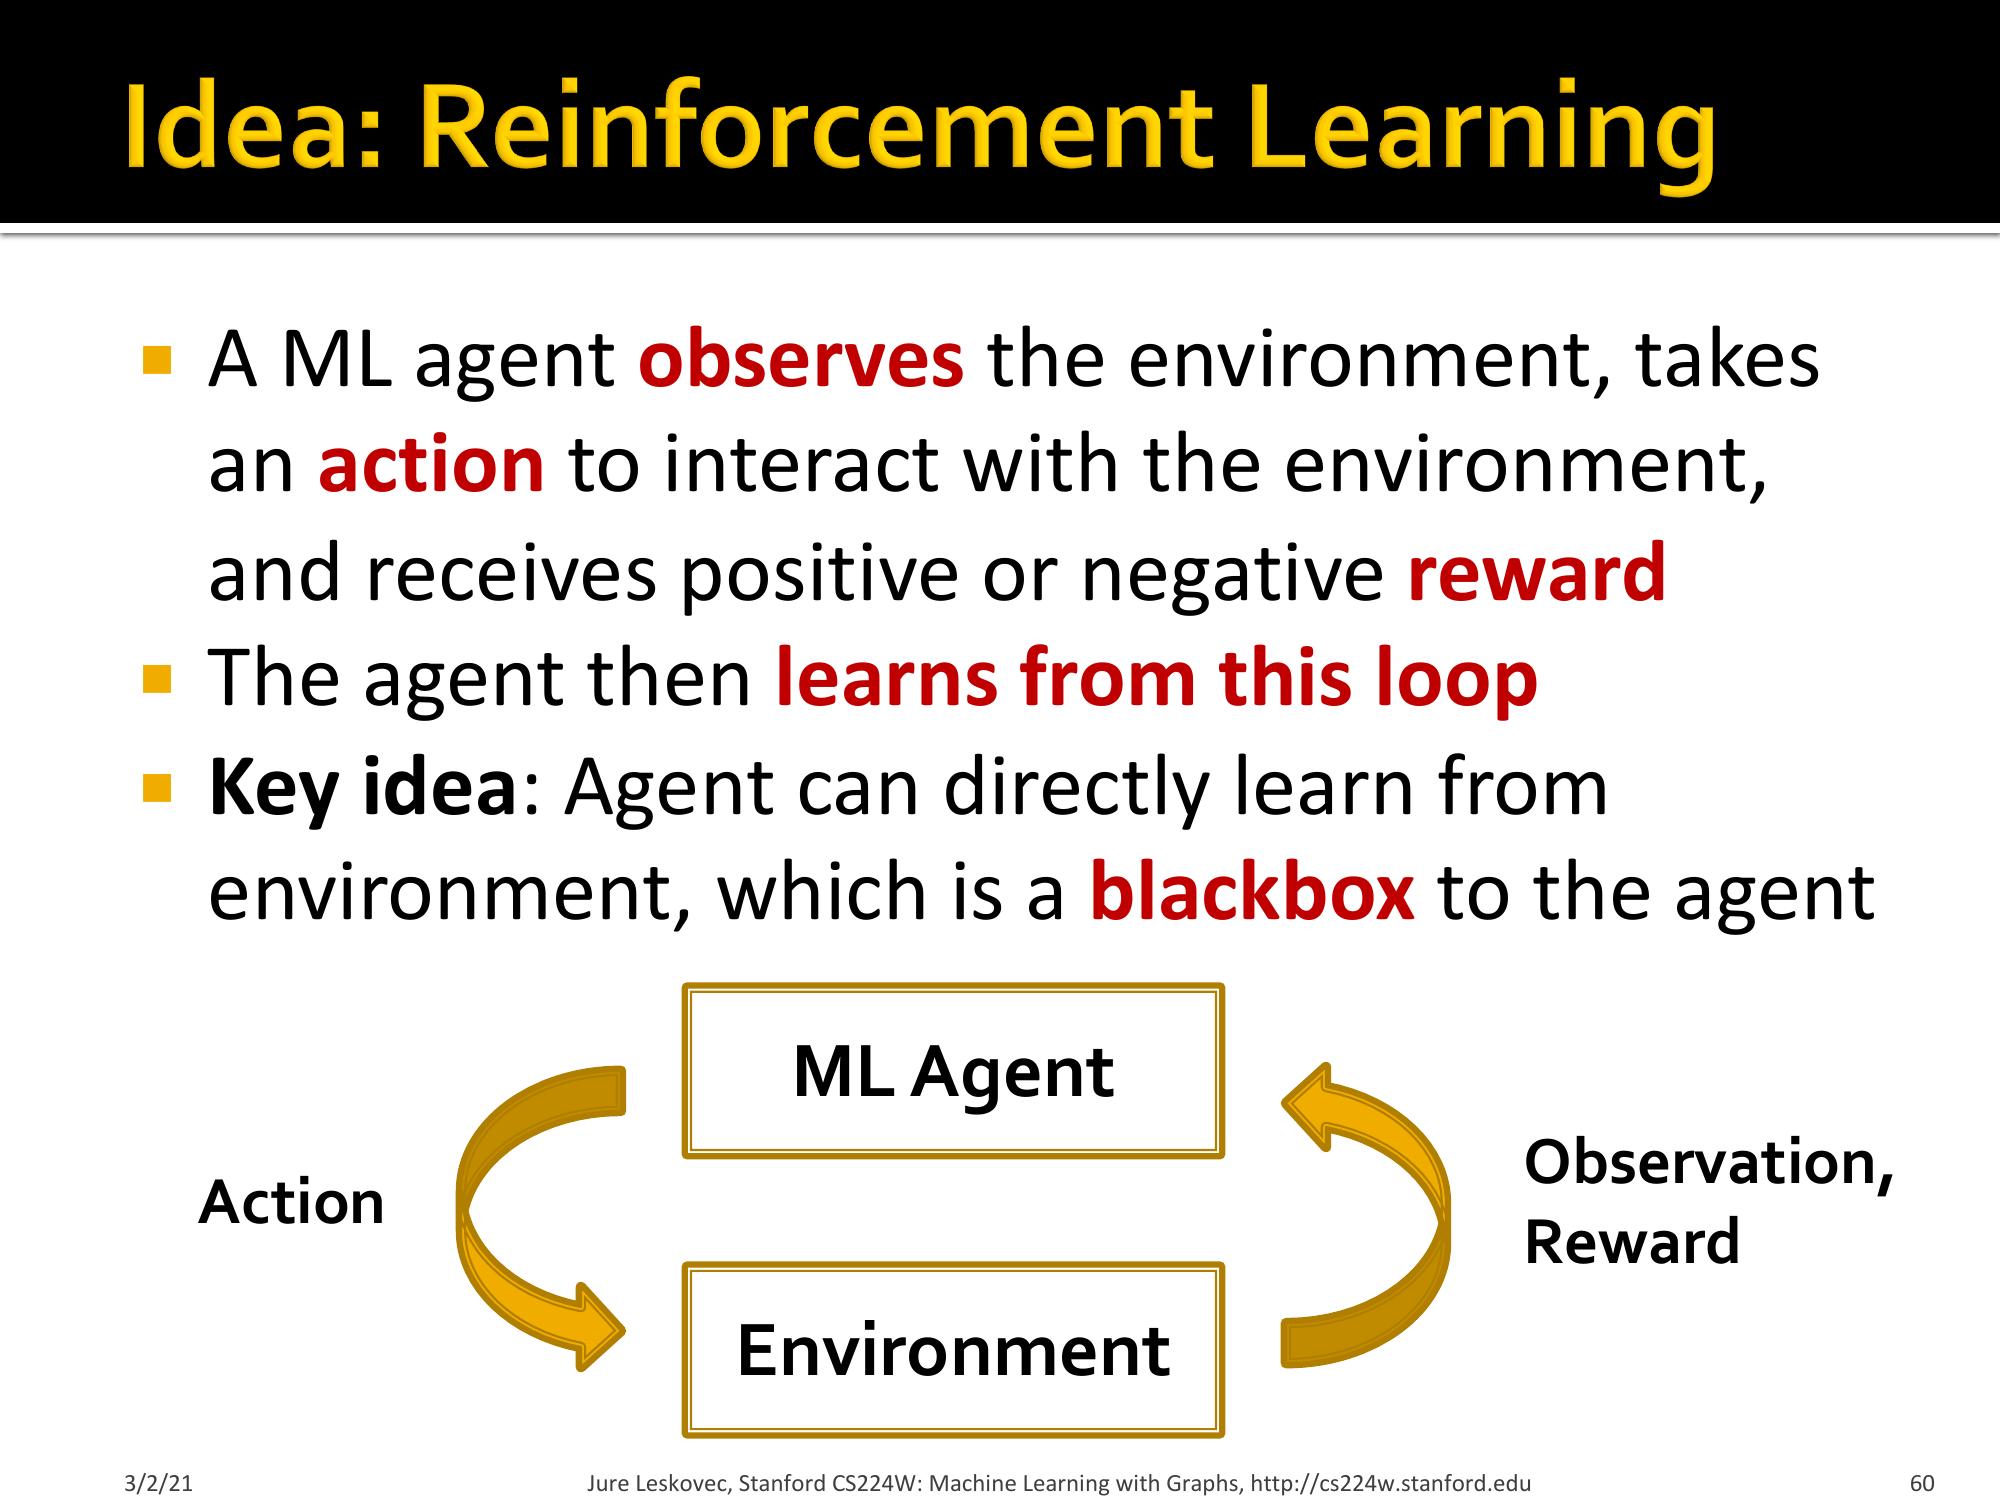 Idea: Reinforcement Learning
A ML agent observes the environment, takes
an action to interact with the environment,
and receives positive or negative reward
The agent then learns from this loop
Key idea: Agent can directly learn from
environment, which is a blackbox to the agent
ML Agent
Action
Observation,
Reward
Environment
3/2/21
Jure Leskovec, Stanford CS224W: Machine Learning with Graphs, http://cs224w.stanford.edu
60